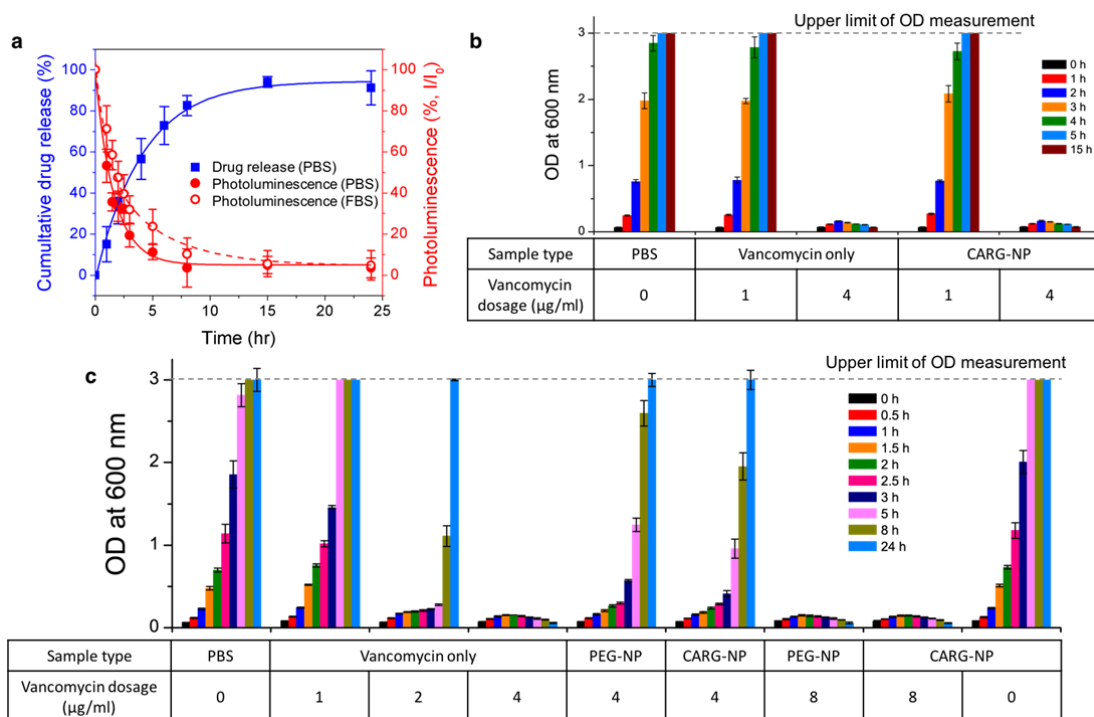 a
Cumulative drug release (%)
100
80
60
40
20
0
Drug release (PBS)
Photoluminescence (PBS)
Photoluminescence (FBS)
100
80
60
40
20
0
Photoluminescence (%, I/I0)
0 5 10 15 20 25
Time (hr)
b
Upper limit of OD measurement
OD at 600 nm
3
2
1
0
0 h
1 h
2 h
3 h
4 h
5 h
15 h
Sample type PBS Vancomycin only CARG-NP
Vancomycin
dosage (µg/ml) 0 1 4 1 4
c
Upper limit of OD measurement
OD at 600 nm
3
2
1
0
0 h
0.5 h
1 h
1.5 h
2 h
2.5 h
3 h
5 h
8 h
24 h
Sample type PBS Vancomycin only PEG-NP CARG-NP PEG-NP CARG-NP
Vancomycin dosage
(µg/ml) 0 1 2 4 4 4 8 8 0